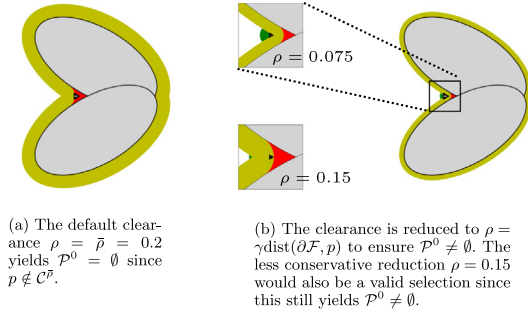 ρ = 0.075
ρ = 0.15
(a) The default clear-
ance ρ = ρ̄ = 0.2
yields 𝒫⁰ = ∅ since
p ∉ 𝒞^ρ̄.
(b) The clearance is reduced to ρ =
γdist(∂ℱ, p) to ensure 𝒫⁰ ≠ ∅. The
less conservative reduction ρ = 0.15
would also be a valid selection since
this still yields 𝒫⁰ ≠ ∅.